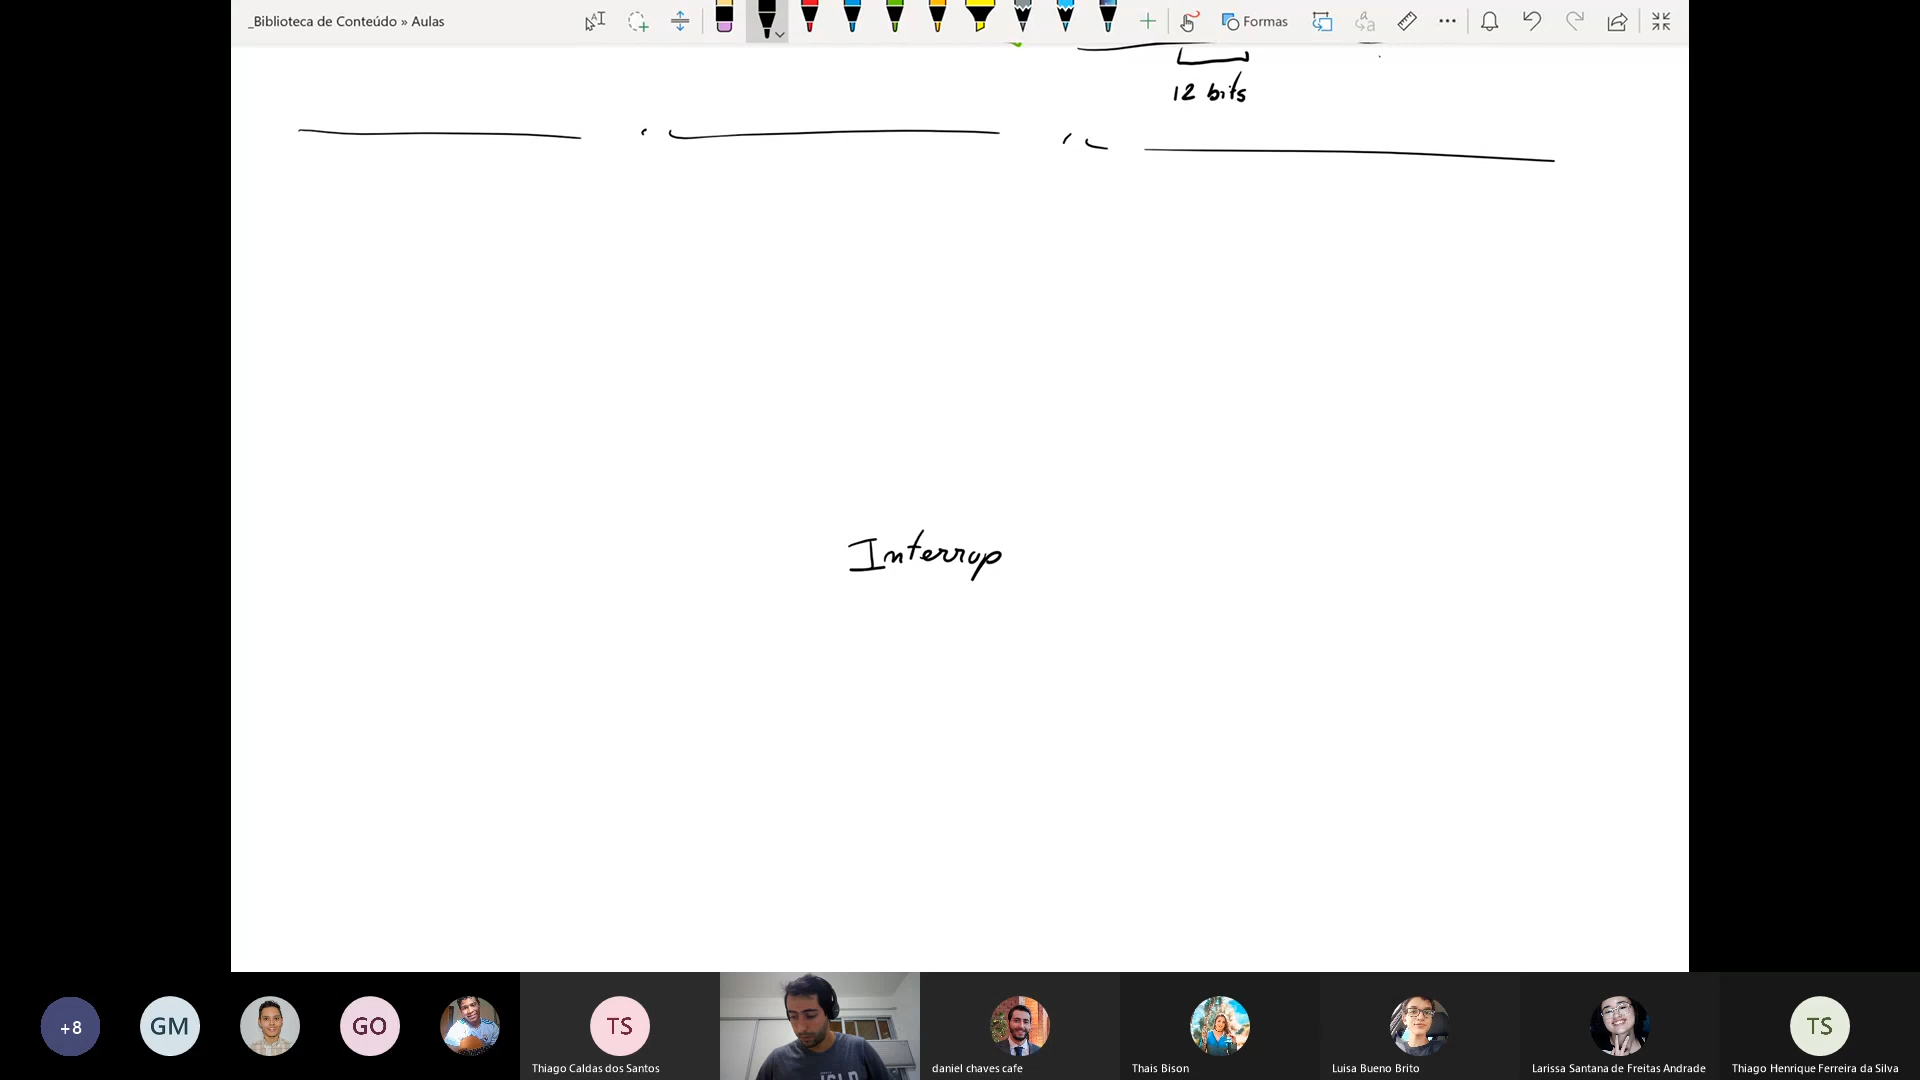 _Biblioteca de Conteúdo » Aulas
Formas
12 bits
Interrup
+8
GM
GO
TS
Thiago Caldas dos Santos
daniel chaves cafe
Thais Bison
Luisa Bueno Brito
Larissa Santana de Freitas Andrade
TS
Thiago Henrique Ferreira da Silva